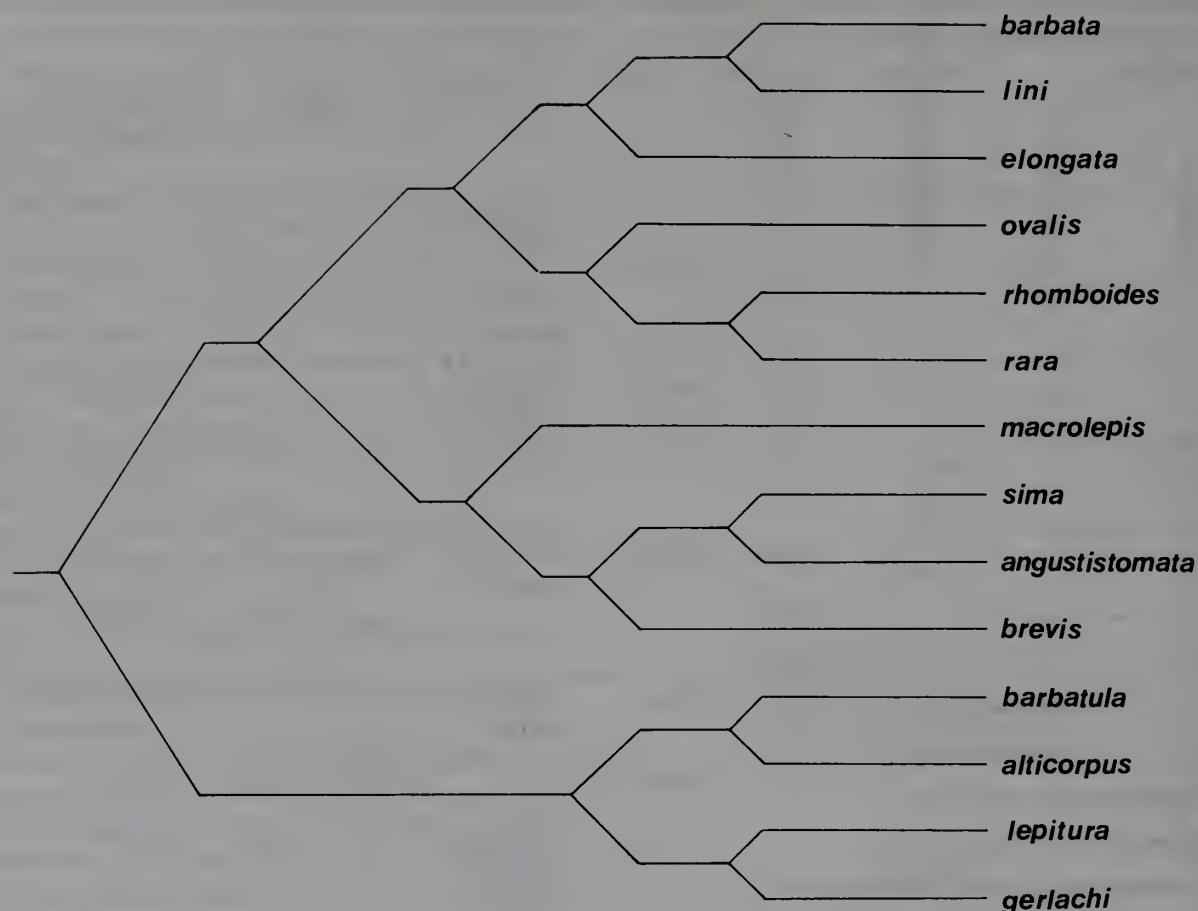 barbata
lini
elongata
ovalis
rhomboides
rara
macrolepis
sima
angustistomata
brevis
barbatula
alticorpus
lepitura
gerlachi